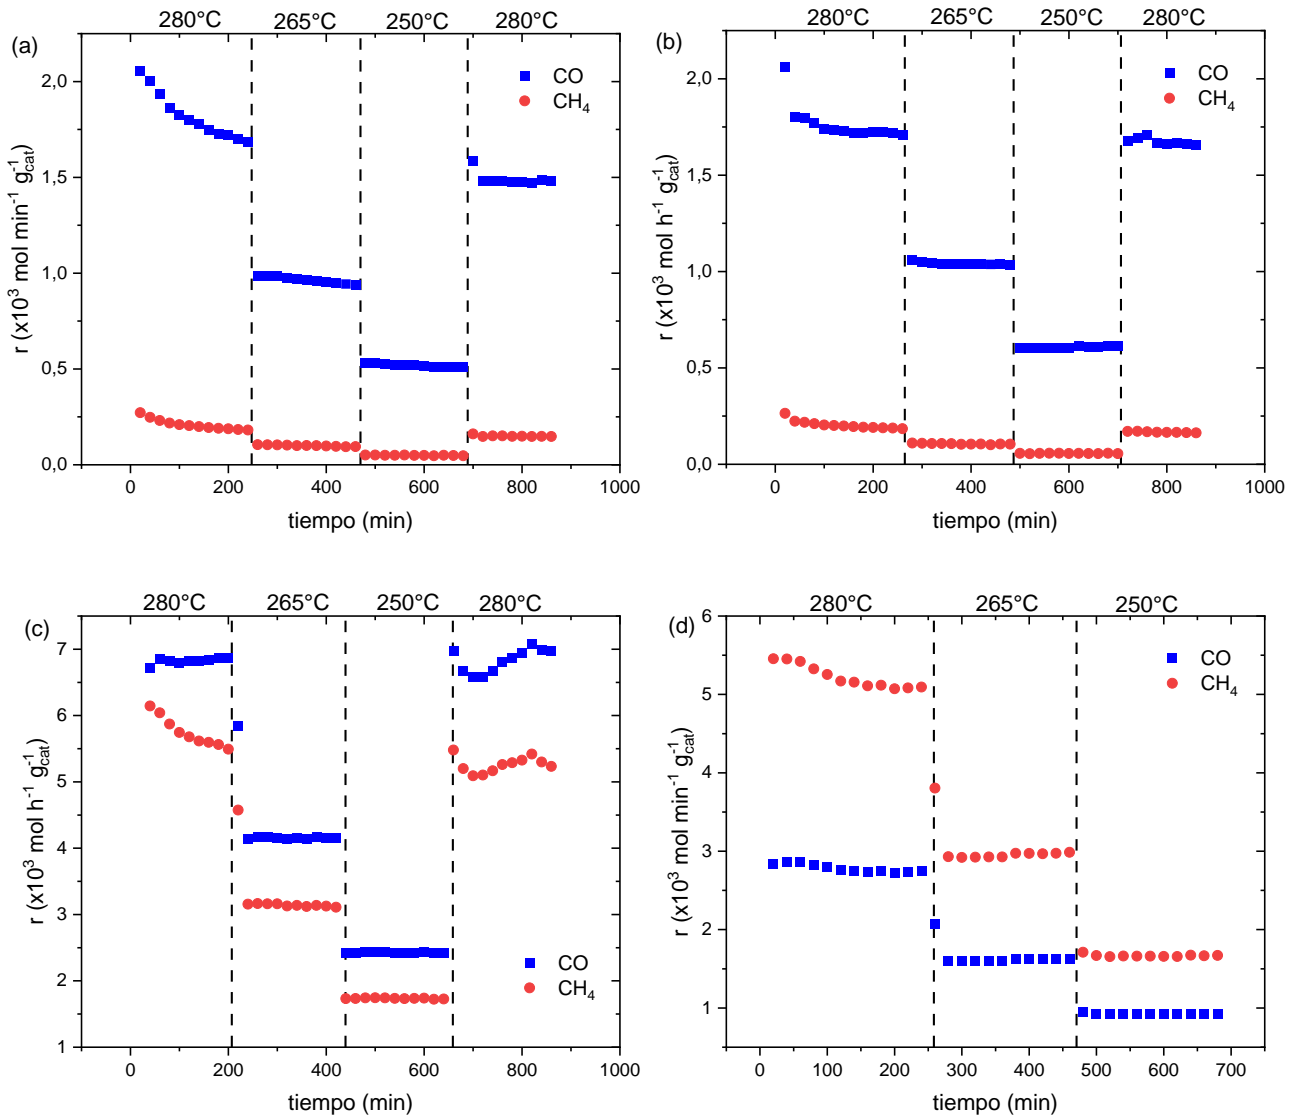 280°C 265°C 250°C 280°C
(a)
CO
CH₄
r (x10³ mol min⁻¹ g⁻¹cat)
2,0
1,5
1,0
0,5
0,0
0 200 400 600 800 1000
tiempo (min)
280°C 265°C 250°C 280°C
(b)
CO
CH₄
r (x10³ mol h⁻¹ g⁻¹cat)
2,0
1,5
1,0
0,5
0,0
0 200 400 600 800 1000
tiempo (min)
280°C 265°C 250°C 280°C
(c)
CO
CH₄
r (x10³ mol h⁻¹ g⁻¹cat)
7
6
5
4
3
2
1
0 200 400 600 800 1000
tiempo (min)
280°C 265°C 250°C
(d)
CO
CH₄
r (x10³ mol min⁻¹ g⁻¹cat)
6
5
4
3
2
1
0 100 200 300 400 500 600 700
tiempo (min)